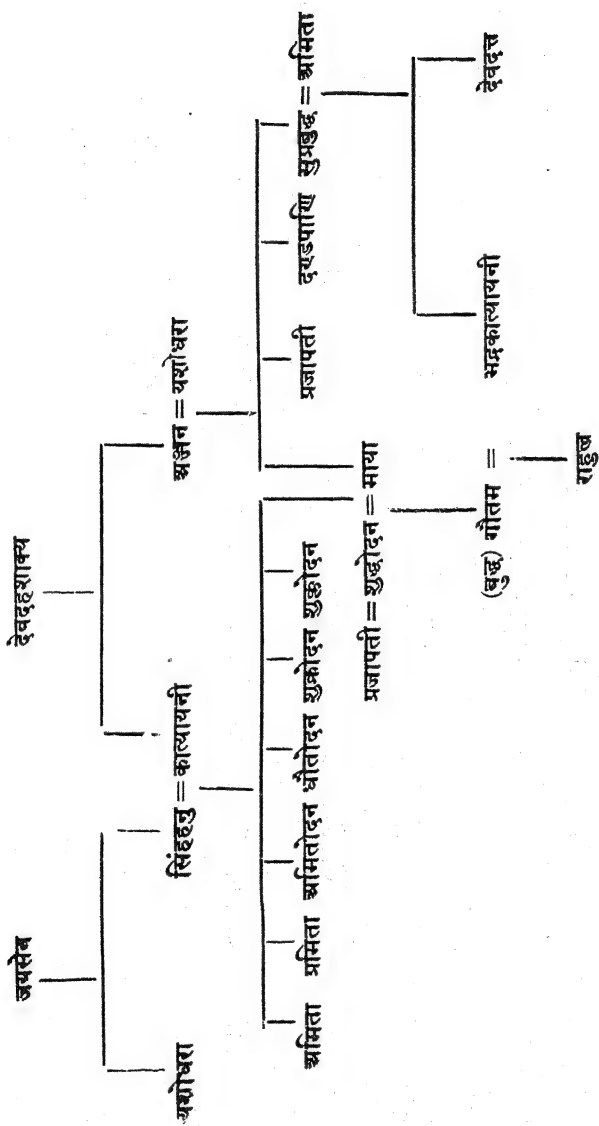 जयसेन देवदहशाक्य
यशोधरा सिंहहनु = कात्यायनी अञ्जन = यशोधरा
अमिता प्रमिता अमितोदन धौतोदन शुक्रोदन शुक्लोदन प्रजापती दण्डपाणि सुप्रबुद्ध = अमिता
प्रजापती = शुद्धोदन = माया
(बुद्ध) गौतम = भद्रकात्यायनी देवदत्त
राहुल